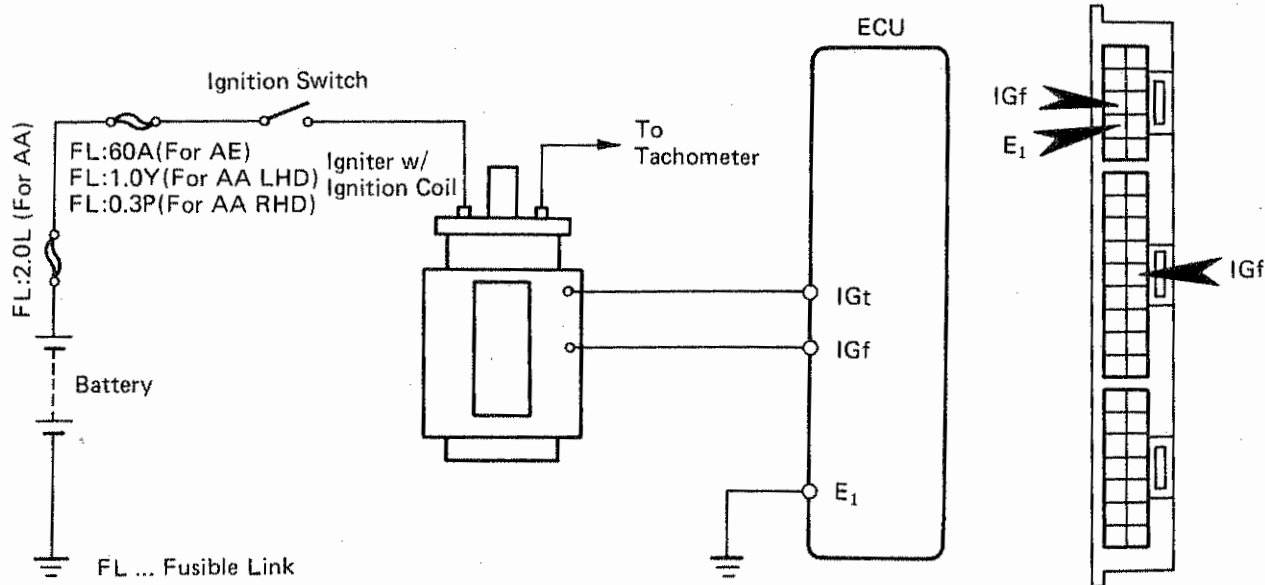 ECU
Ignition Switch
FL:60A(For AE)
FL:1.0Y(For AA LHD)
FL:0.3P(For AA RHD)
Igniter w/
Ignition Coil
To
Tachometer
FL:2.0L (For AA)
Battery
FL ... Fusible Link
IGt
IGf
E₁
IGf
E₁
IGf